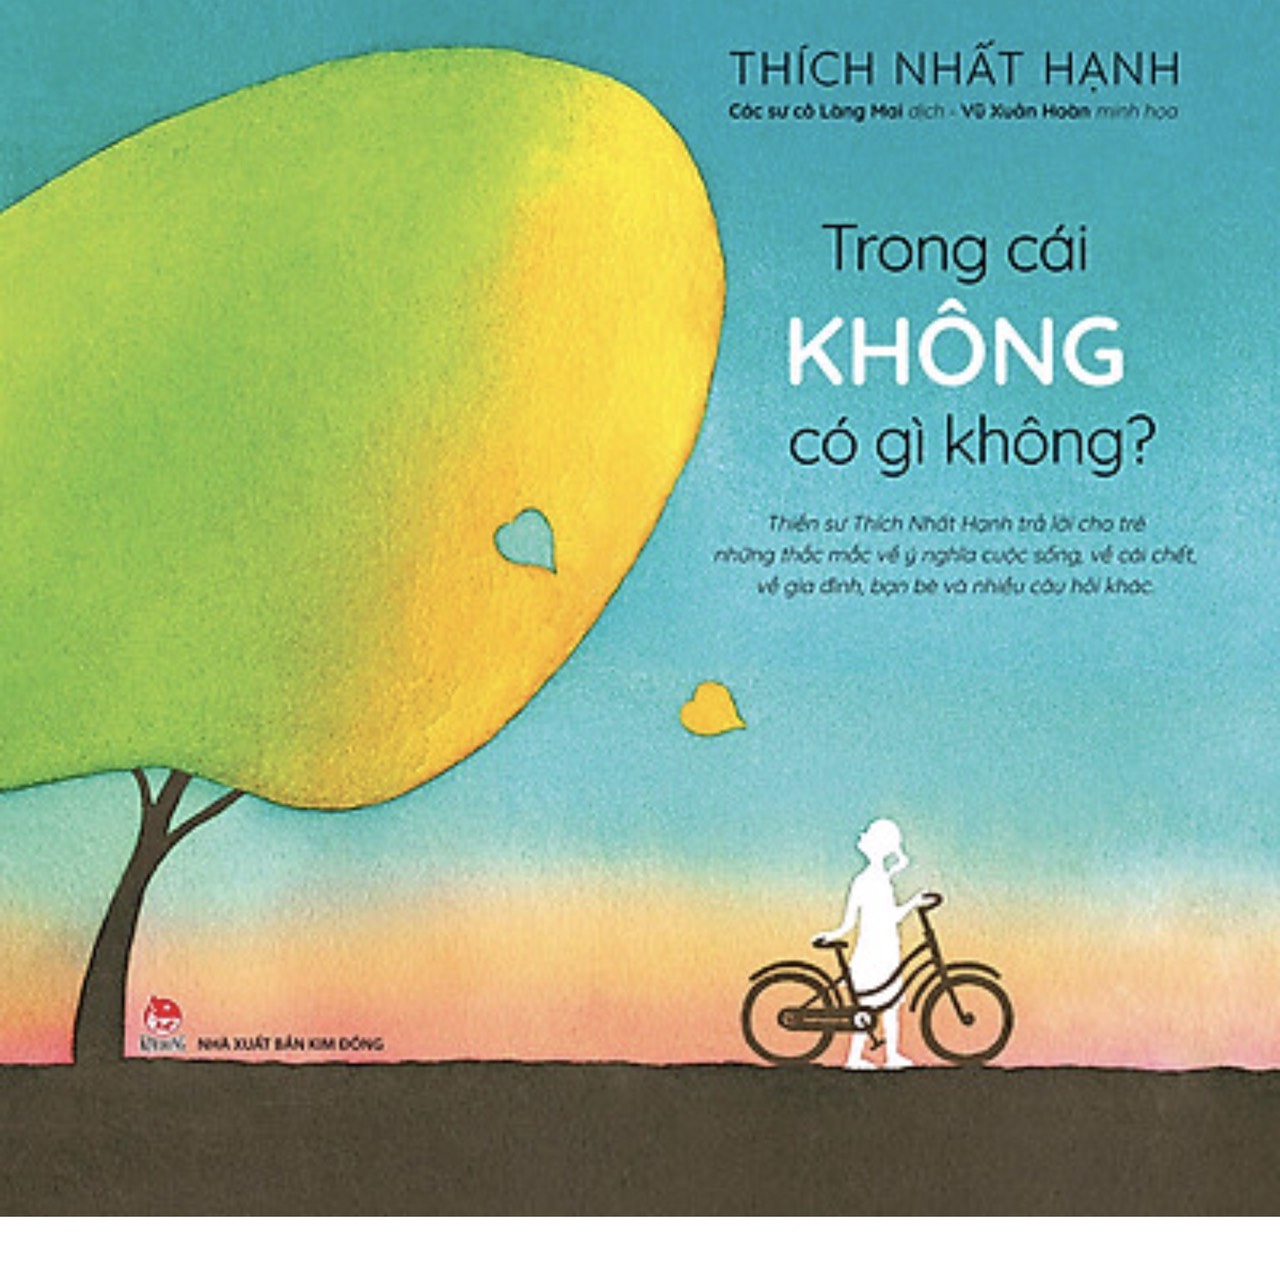 THÍCH NHẤT HẠNH
Các sư cô Làng Mai dịch - Vũ Xuân Hoàn minh họa
Trong cái
KHÔNG
có gì không?
Thiền sư Thích Nhất Hạnh trả lời cho trẻ
những thắc mắc về ý nghĩa cuộc sống, về cái chết,
về gia đình, bạn bè và nhiều câu hỏi khác.
NHÀ XUẤT BẢN KIM ĐỒNG